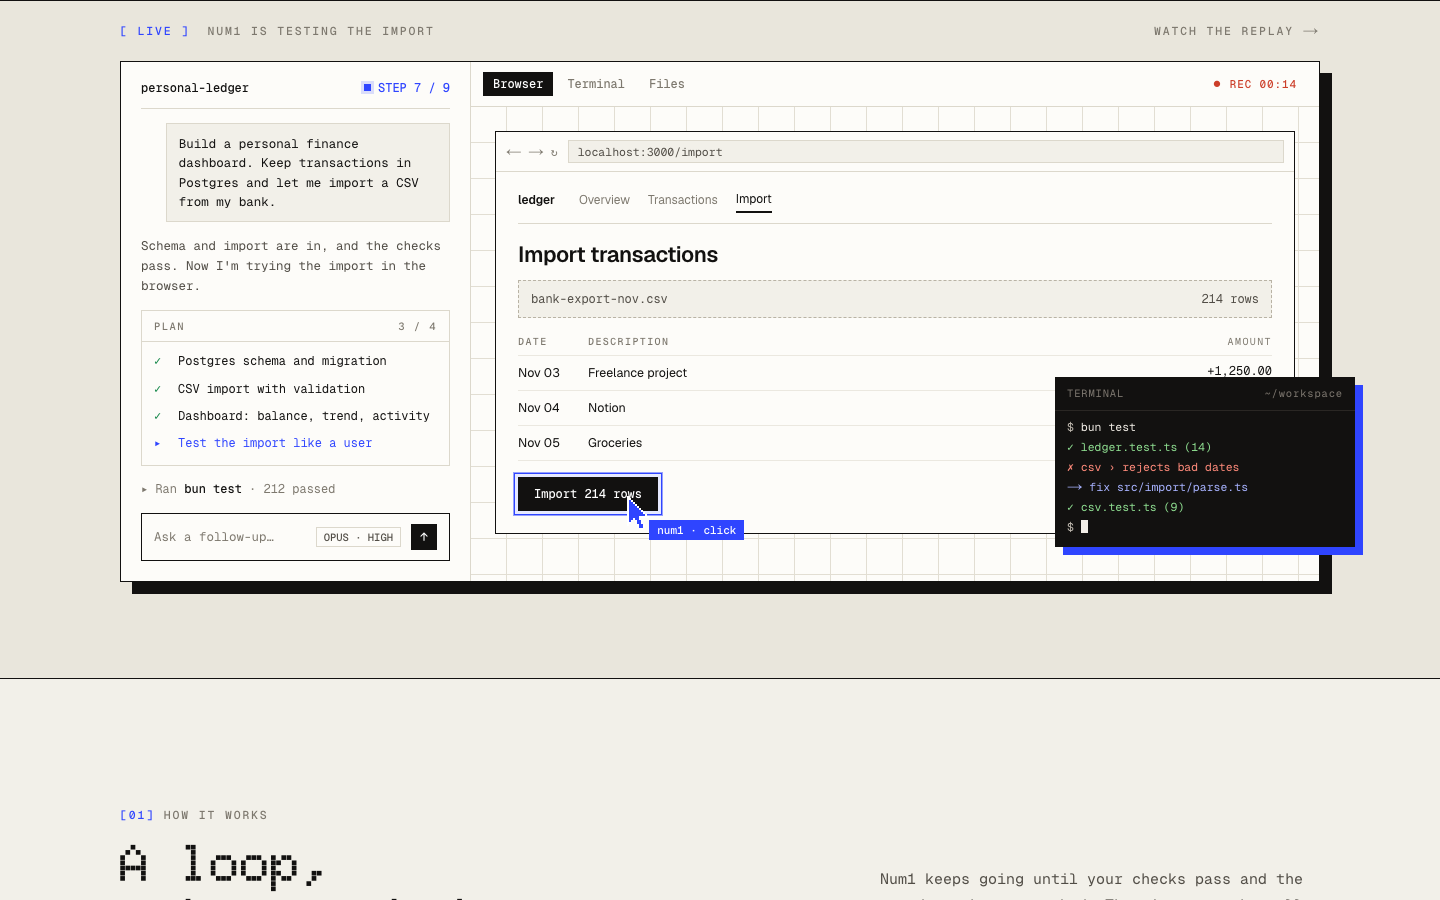 [ LIVE ] NUM1 IS TESTING THE IMPORT
WATCH THE REPLAY →
personal-ledger
STEP 7 / 9
Build a personal finance
dashboard. Keep transactions in
Postgres and let me import a CSV
from my bank.
Schema and import are in, and the checks
pass. Now I'm trying the import in the
browser.
PLAN 3 / 4
✓ Postgres schema and migration
✓ CSV import with validation
✓ Dashboard: balance, trend, activity
▸ Test the import like a user
▸ Ran bun test · 212 passed
Ask a follow-up… OPUS · HIGH ↑
Browser Terminal Files
● REC 00:14
← → ↻ localhost:3000/import
ledger Overview Transactions Import
Import transactions
bank-export-nov.csv 214 rows
DATE DESCRIPTION AMOUNT
Nov 03 Freelance project +1,250.00
Nov 04 Notion
Nov 05 Groceries
Import 214 rows
num1 · click
TERMINAL ~/workspace
$ bun test
✓ ledger.test.ts (14)
✗ csv › rejects bad dates
→ fix src/import/parse.ts
✓ csv.test.ts (9)
$
[01] HOW IT WORKS
A loop,
Num1 keeps going until your checks pass and the